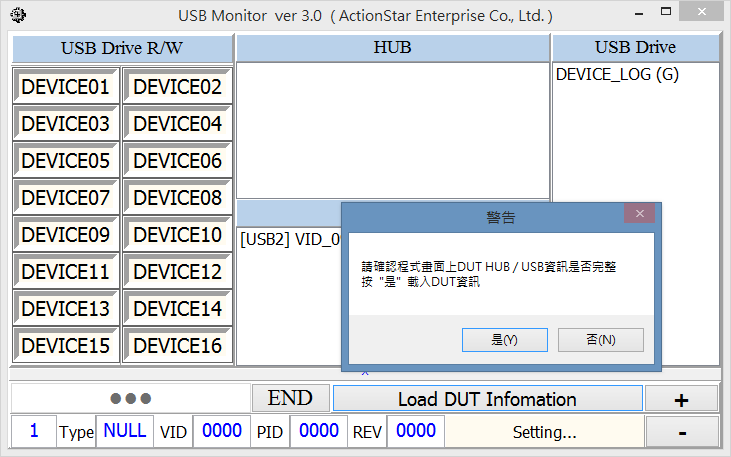 USB Monitor ver 3.0 ( ActionStar Enterprise Co., Ltd. )
USB Drive R/W
HUB
USB Drive
DEVICE01 DEVICE02
DEVICE03 DEVICE04
DEVICE05 DEVICE06
DEVICE07 DEVICE08
DEVICE09 DEVICE10
DEVICE11 DEVICE12
DEVICE13 DEVICE14
DEVICE15 DEVICE16
DEVICE_LOG (G)
[USB2] VID_
警告
請確認程式畫面上DUT HUB / USB資訊是否完整
按 "是" 載入DUT資訊
是(Y)
否(N)
END
Load DUT Infomation
+
1 Type NULL VID 0000 PID 0000 REV 0000 Setting...
-